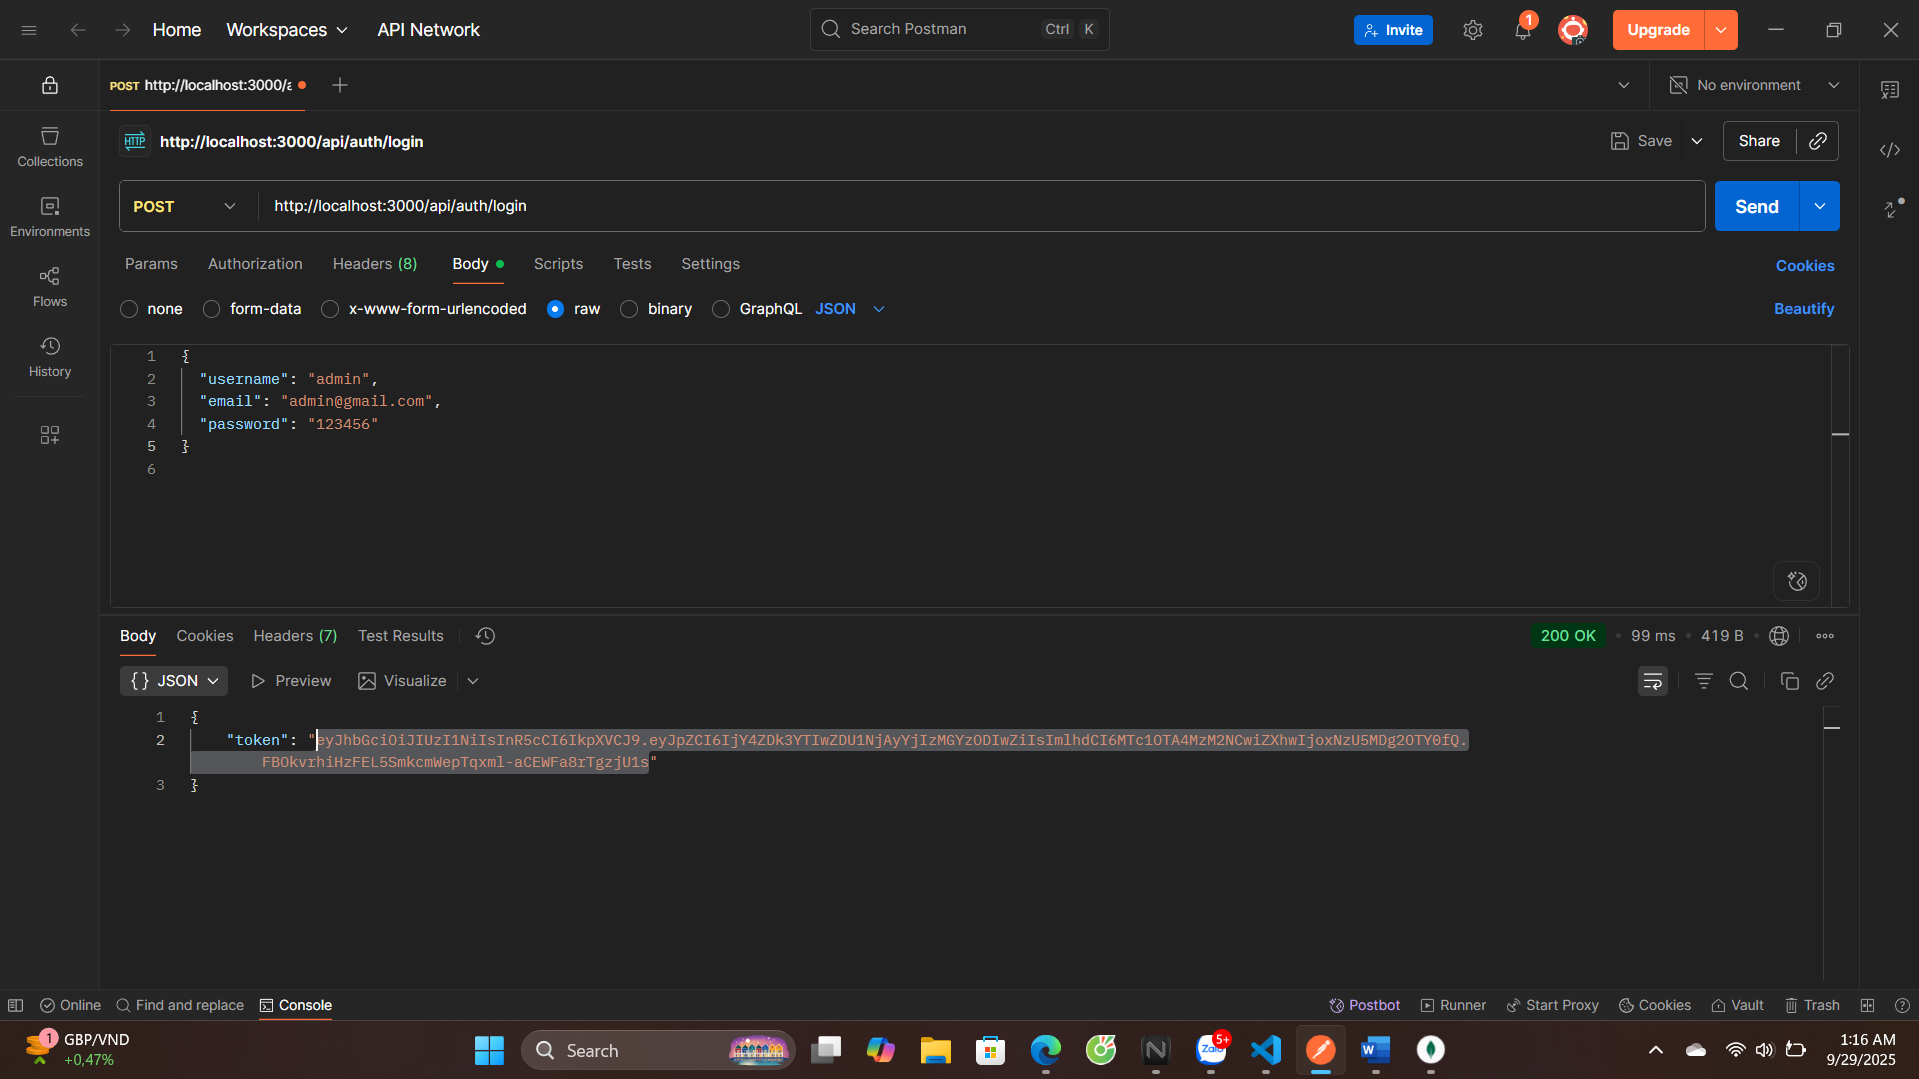 Home
Workspaces
API Network
Search Postman
Ctrl
K
Invite
1
Upgrade
POST http://localhost:3000/a
No environment
HTTP
http://localhost:3000/api/auth/login
Save
Share
Collections
Environments
Flows
History
POST
http://localhost:3000/api/auth/login
Send
Params
Authorization
Headers (8)
Body
Scripts
Tests
Settings
Cookies
none
form-data
x-www-form-urlencoded
raw
binary
GraphQL
JSON
Beautify
1 {
2 "username": "admin",
3 "email": "admin@gmail.com",
4 "password": "123456"
5 }
6
Body
Cookies
Headers (7)
Test Results
200 OK
99 ms
419 B
{} JSON
Preview
Visualize
1 {
2 "token": "eyJhbGciOiJIUzI1NiIsInR5cCI6IkpXVCJ9.eyJpZCI6IjY4ZDk3YTIwZDU1NjAyYjIzMGYzODIwZiIsImlhdCI6MTc1OTA4MzM2NCwiZXhwIjoxNzU5MDg2OTY0fQ.
FBOkvrhiHzFEL5SmkcmWepTqxml-aCEWFa8rTgzjU1s"
3 }
Online
Find and replace
Console
Postbot
Runner
Start Proxy
Cookies
Vault
Trash
1
GBP/VND
+0,47%
Search
Zalo
5+
W
1:16 AM
9/29/2025